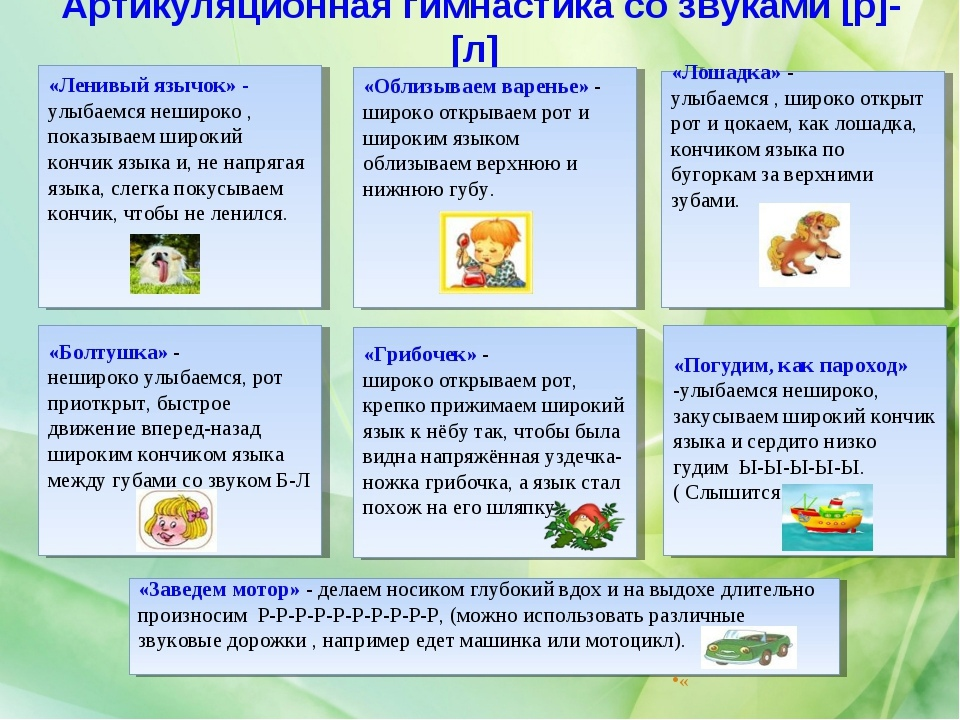 Артикуляционная гимнастика со звуками [р]-
[л]
«Ленивый язычок» -
улыбаемся нешироко ,
показываем широкий
кончик языка и, не напрягая
языка, слегка покусываем
кончик, чтобы не ленился.
«Облизываем варенье» -
широко открываем рот и
широким языком
облизываем верхнюю и
нижнюю губу.
«Лошадка» -
улыбаемся , широко открыт
рот и цокаем, как лошадка,
кончиком языка по
бугоркам за верхними
зубами.
«Болтушка» -
нешироко улыбаемся, рот
приоткрыт, быстрое
движение вперед-назад
широким кончиком языка
между губами со звуком Б-Л
«Грибочек» -
широко открываем рот,
крепко прижимаем широкий
язык к нёбу так, чтобы была
видна напряжённая уздечка-
ножка грибочка, а язык стал
похож на его шляпку
«Погудим, как пароход»
-улыбаемся нешироко,
закусываем широкий кончик
языка и сердито низко
гудим Ы-Ы-Ы-Ы-Ы.
( Слышится
«Заведем мотор» - делаем носиком глубокий вдох и на выдохе длительно
произносим Р-Р-Р-Р-Р-Р-Р-Р-Р-Р, (можно использовать различные
звуковые дорожки , например едет машинка или мотоцикл).
•«